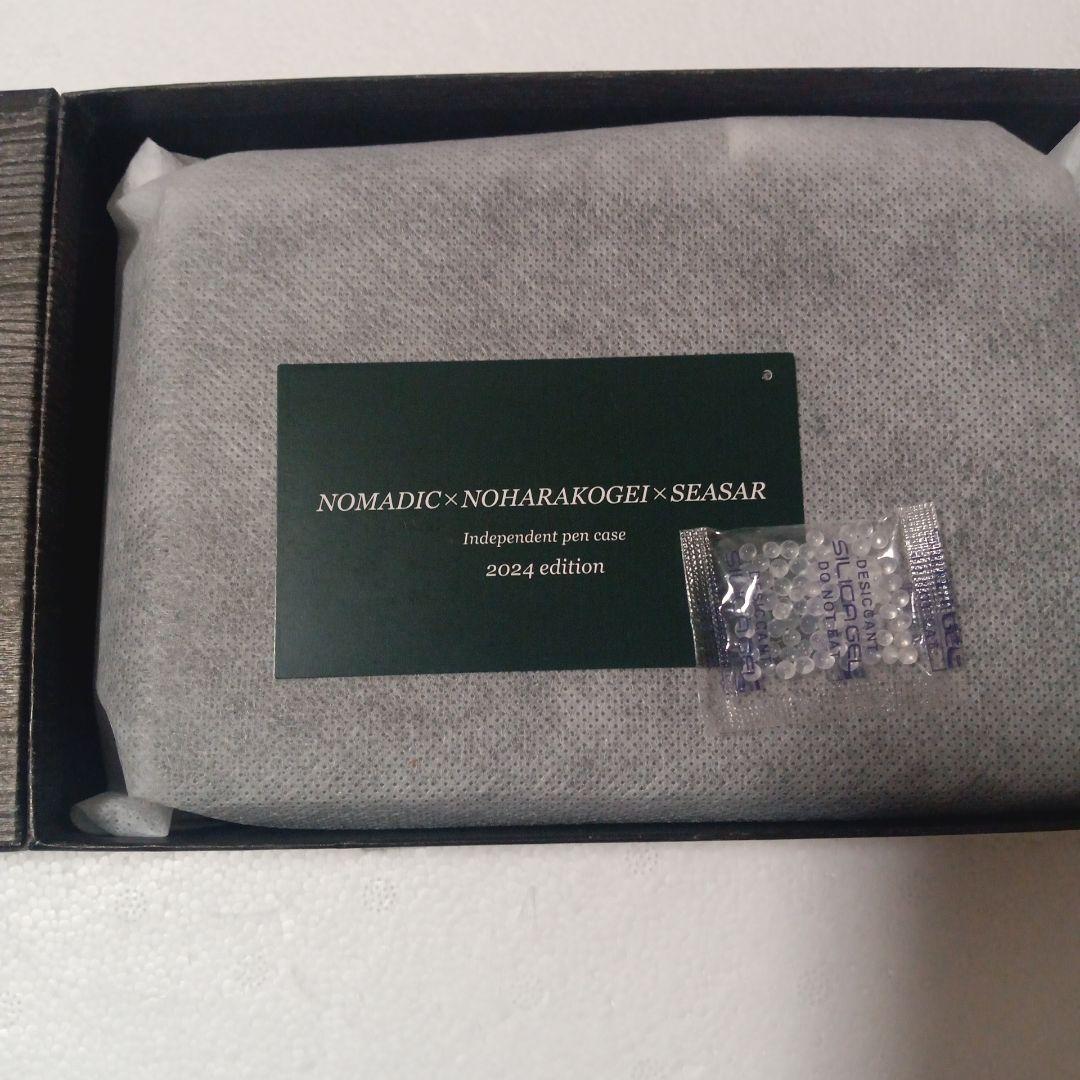 NOMADIC×NOHARAKOGEI×SEASAR
Independent pen case
2024 edition
DESICCANT
SILICA GEL
DO NOT EAT